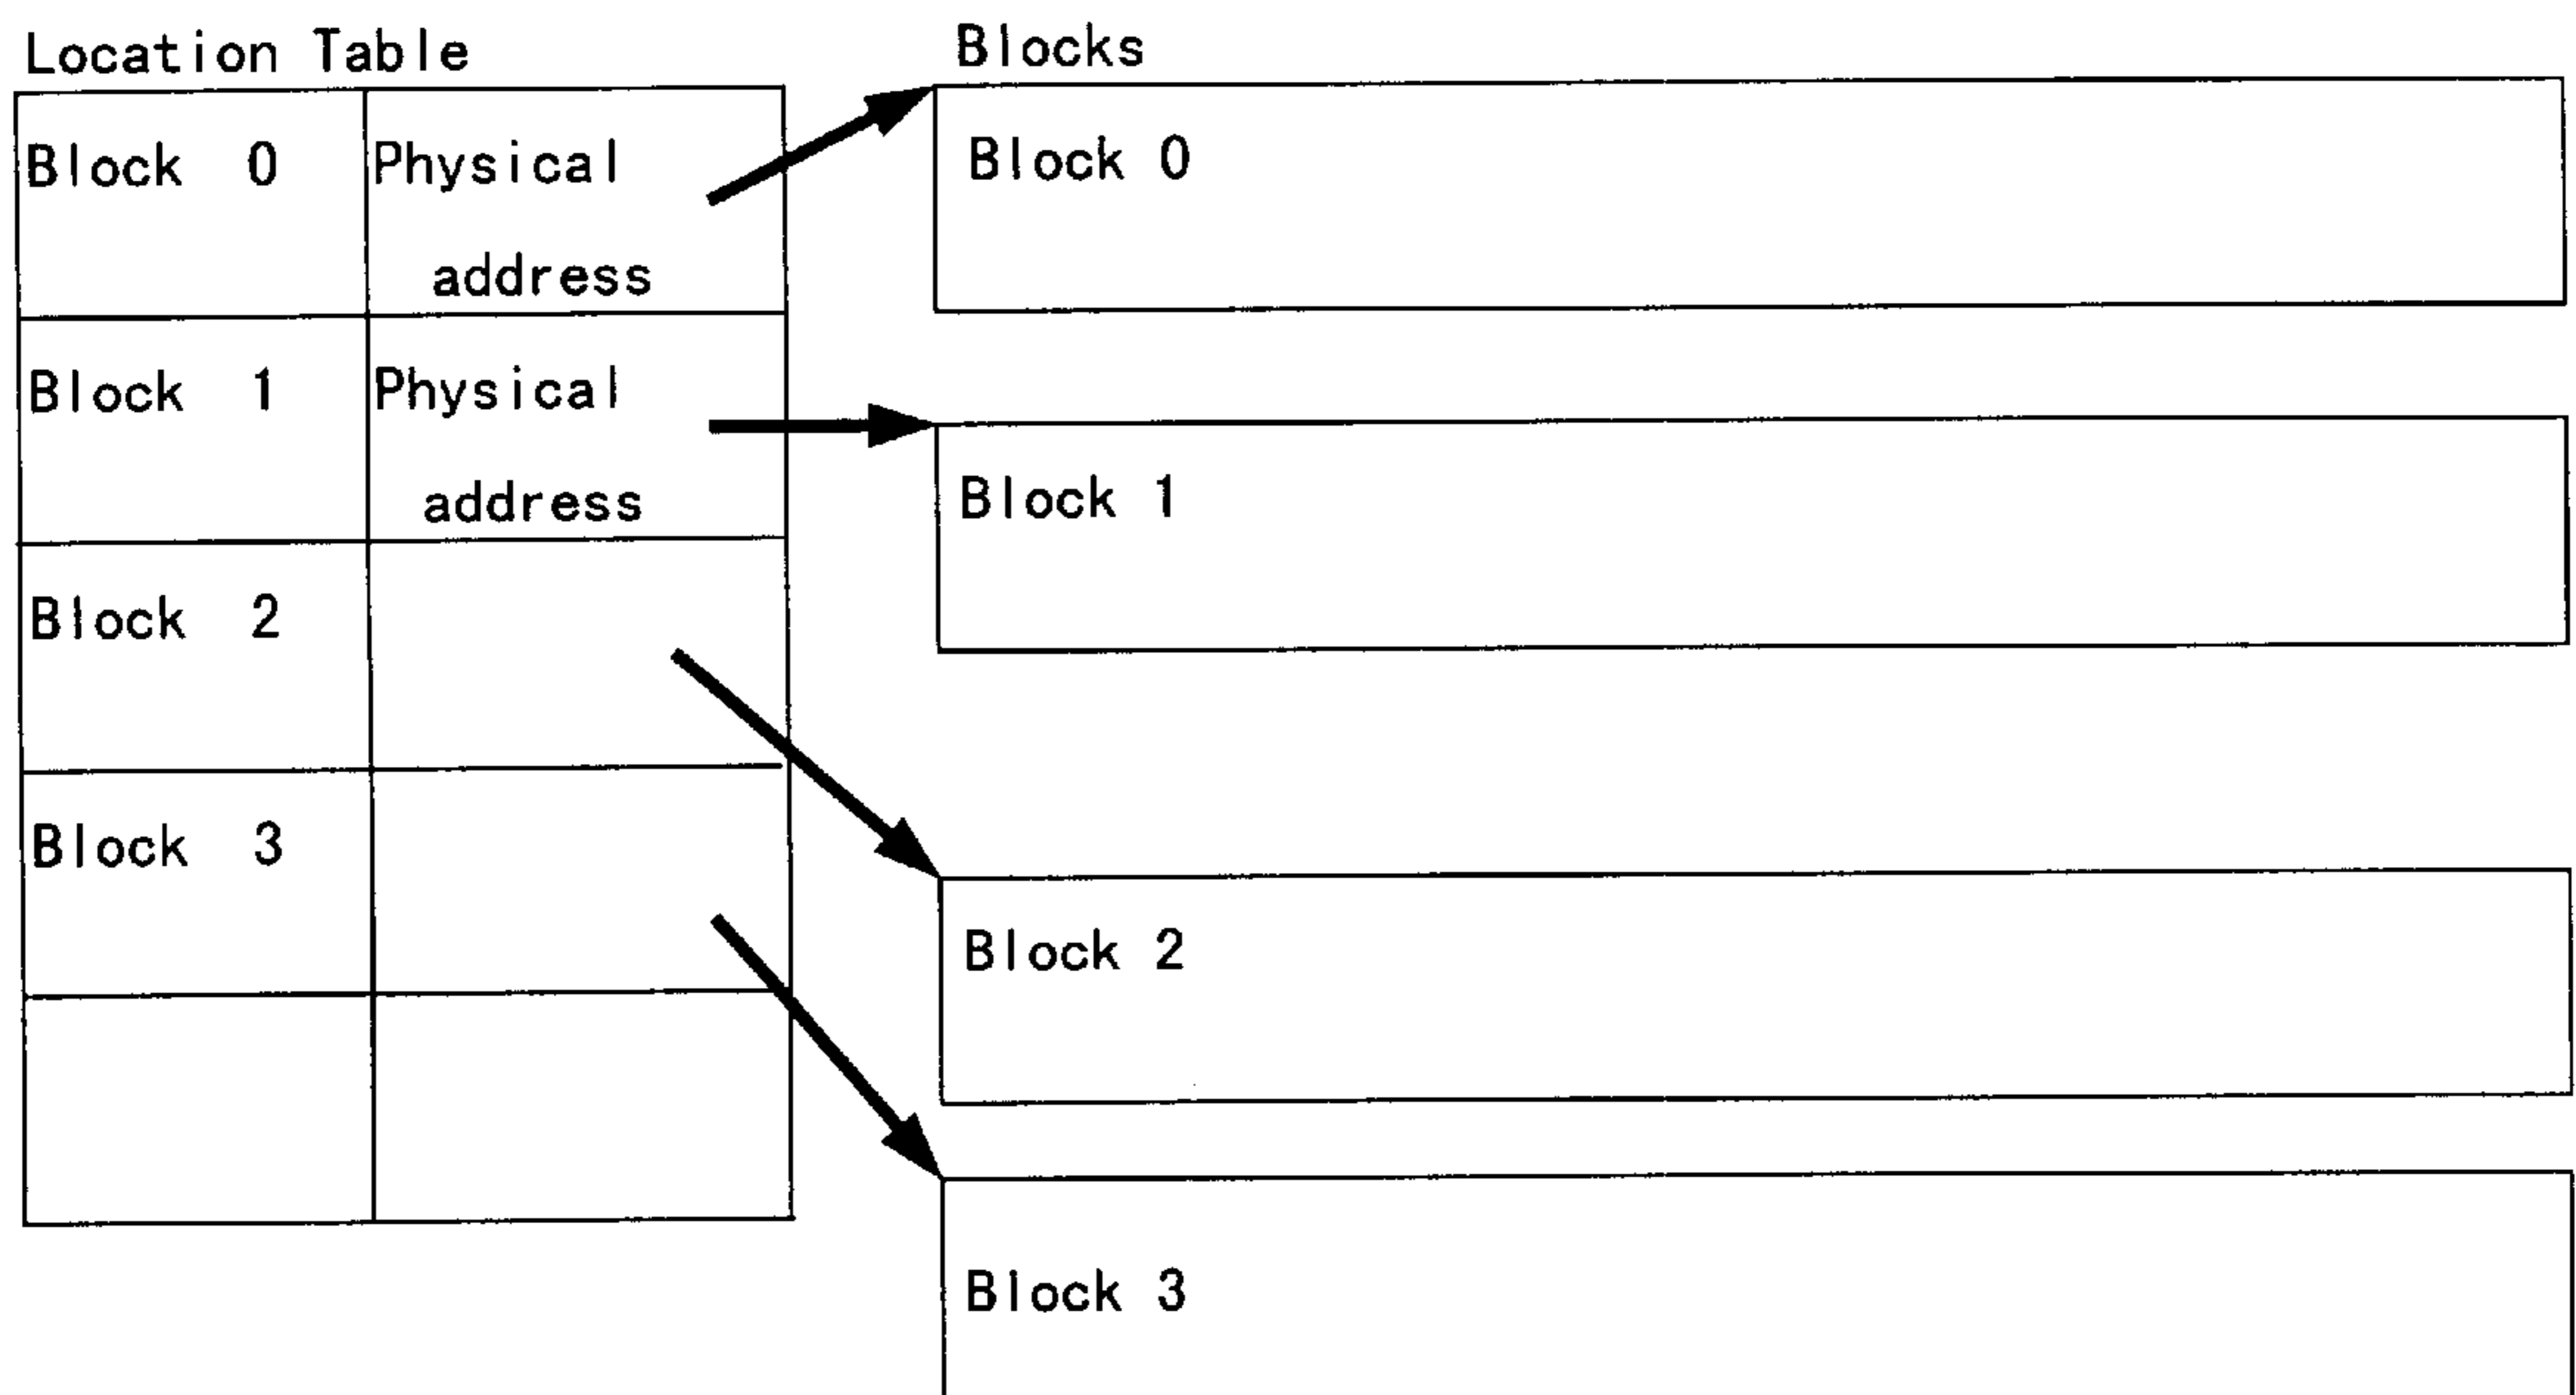 Location Table
Block 0 Physical
address
Block 1 Physical
address
Block 2
Block 3
Blocks
Block 0
Block 1
Block 2
Block 3